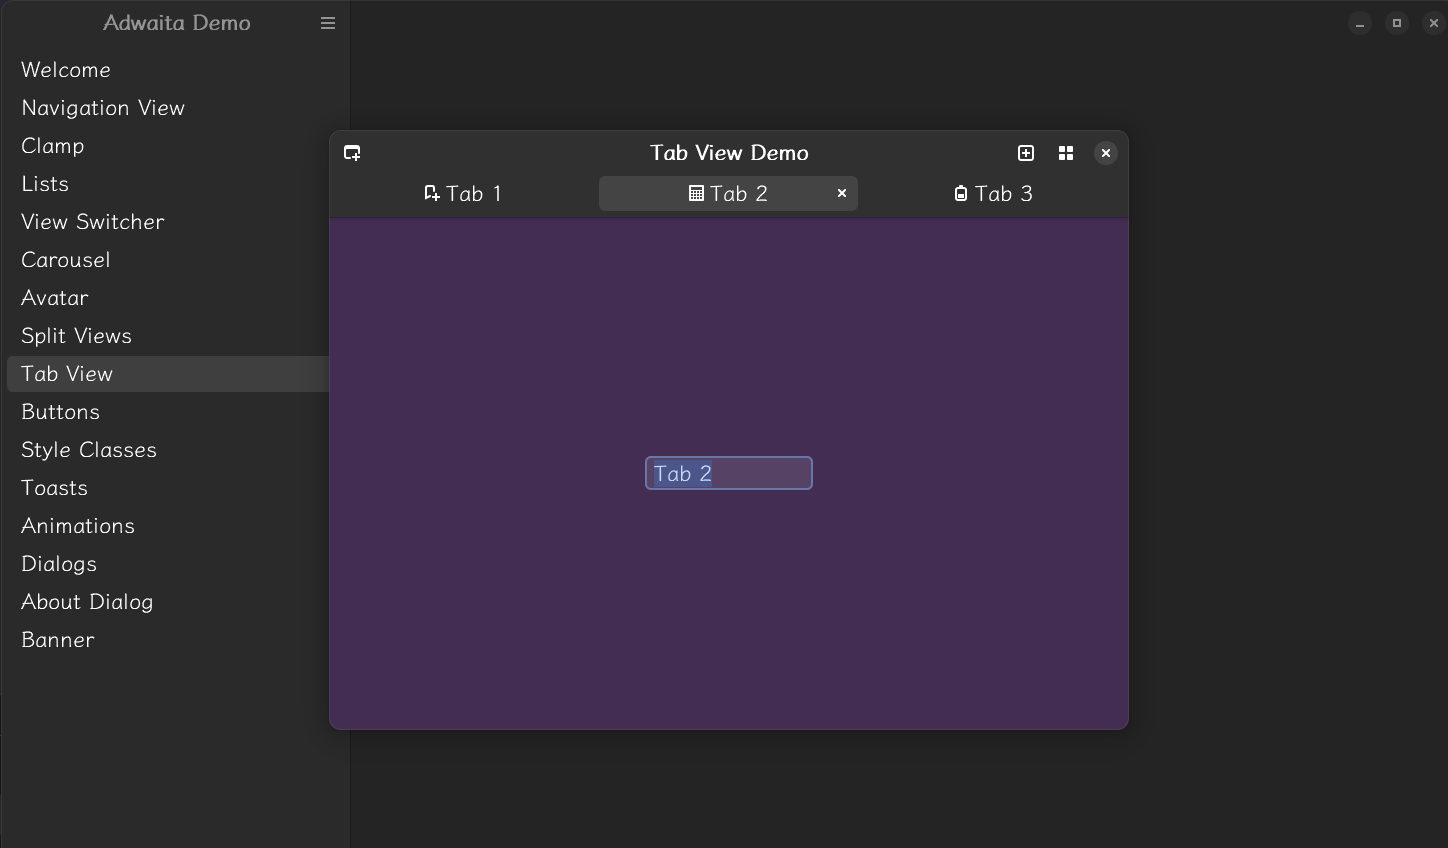 Adwaita Demo
Welcome
Navigation View
Clamp
Lists
View Switcher
Carousel
Avatar
Split Views
Tab View
Buttons
Style Classes
Toasts
Animations
Dialogs
About Dialog
Banner
Tab View Demo
Tab 1
Tab 2
Tab 3
Tab 2